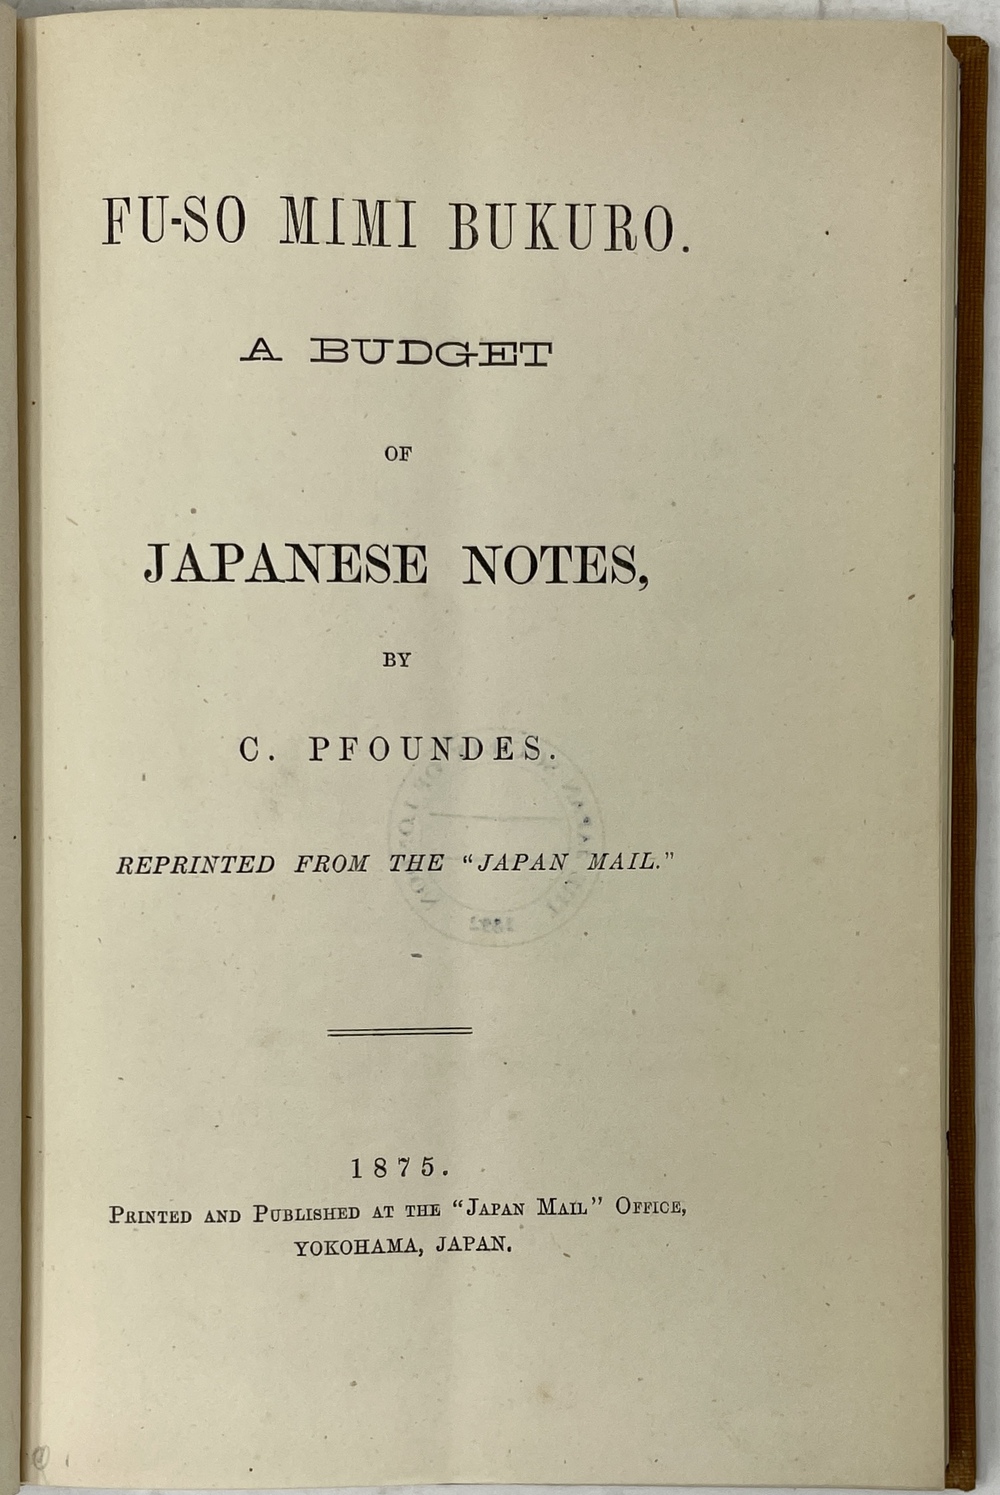 FU-SO MIMI BUKURO.
A BUDGET
OF
JAPANESE NOTES,
BY
C. PFOUNDES.
REPRINTED FROM THE "JAPAN MAIL."
1875.
PRINTED AND PUBLISHED AT THE "JAPAN MAIL" OFFICE,
YOKOHAMA, JAPAN.